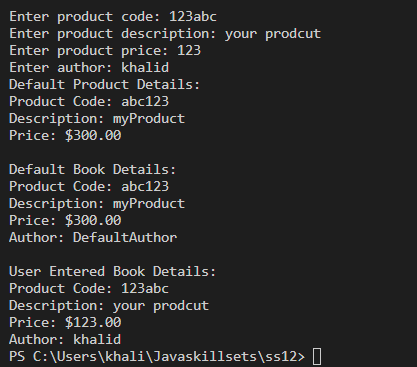 Enter product code: 123abc
Enter product description: your prodcut
Enter product price: 123
Enter author: khalid
Default Product Details:
Product Code: abc123
Description: myProduct
Price: $300.00
Default Book Details:
Product Code: abc123
Description: myProduct
Price: $300.00
Author: DefaultAuthor
User Entered Book Details:
Product Code: 123abc
Description: your prodcut
Price: $123.00
Author: khalid
PS C:\Users\khali\Javaskillsets\ss12>